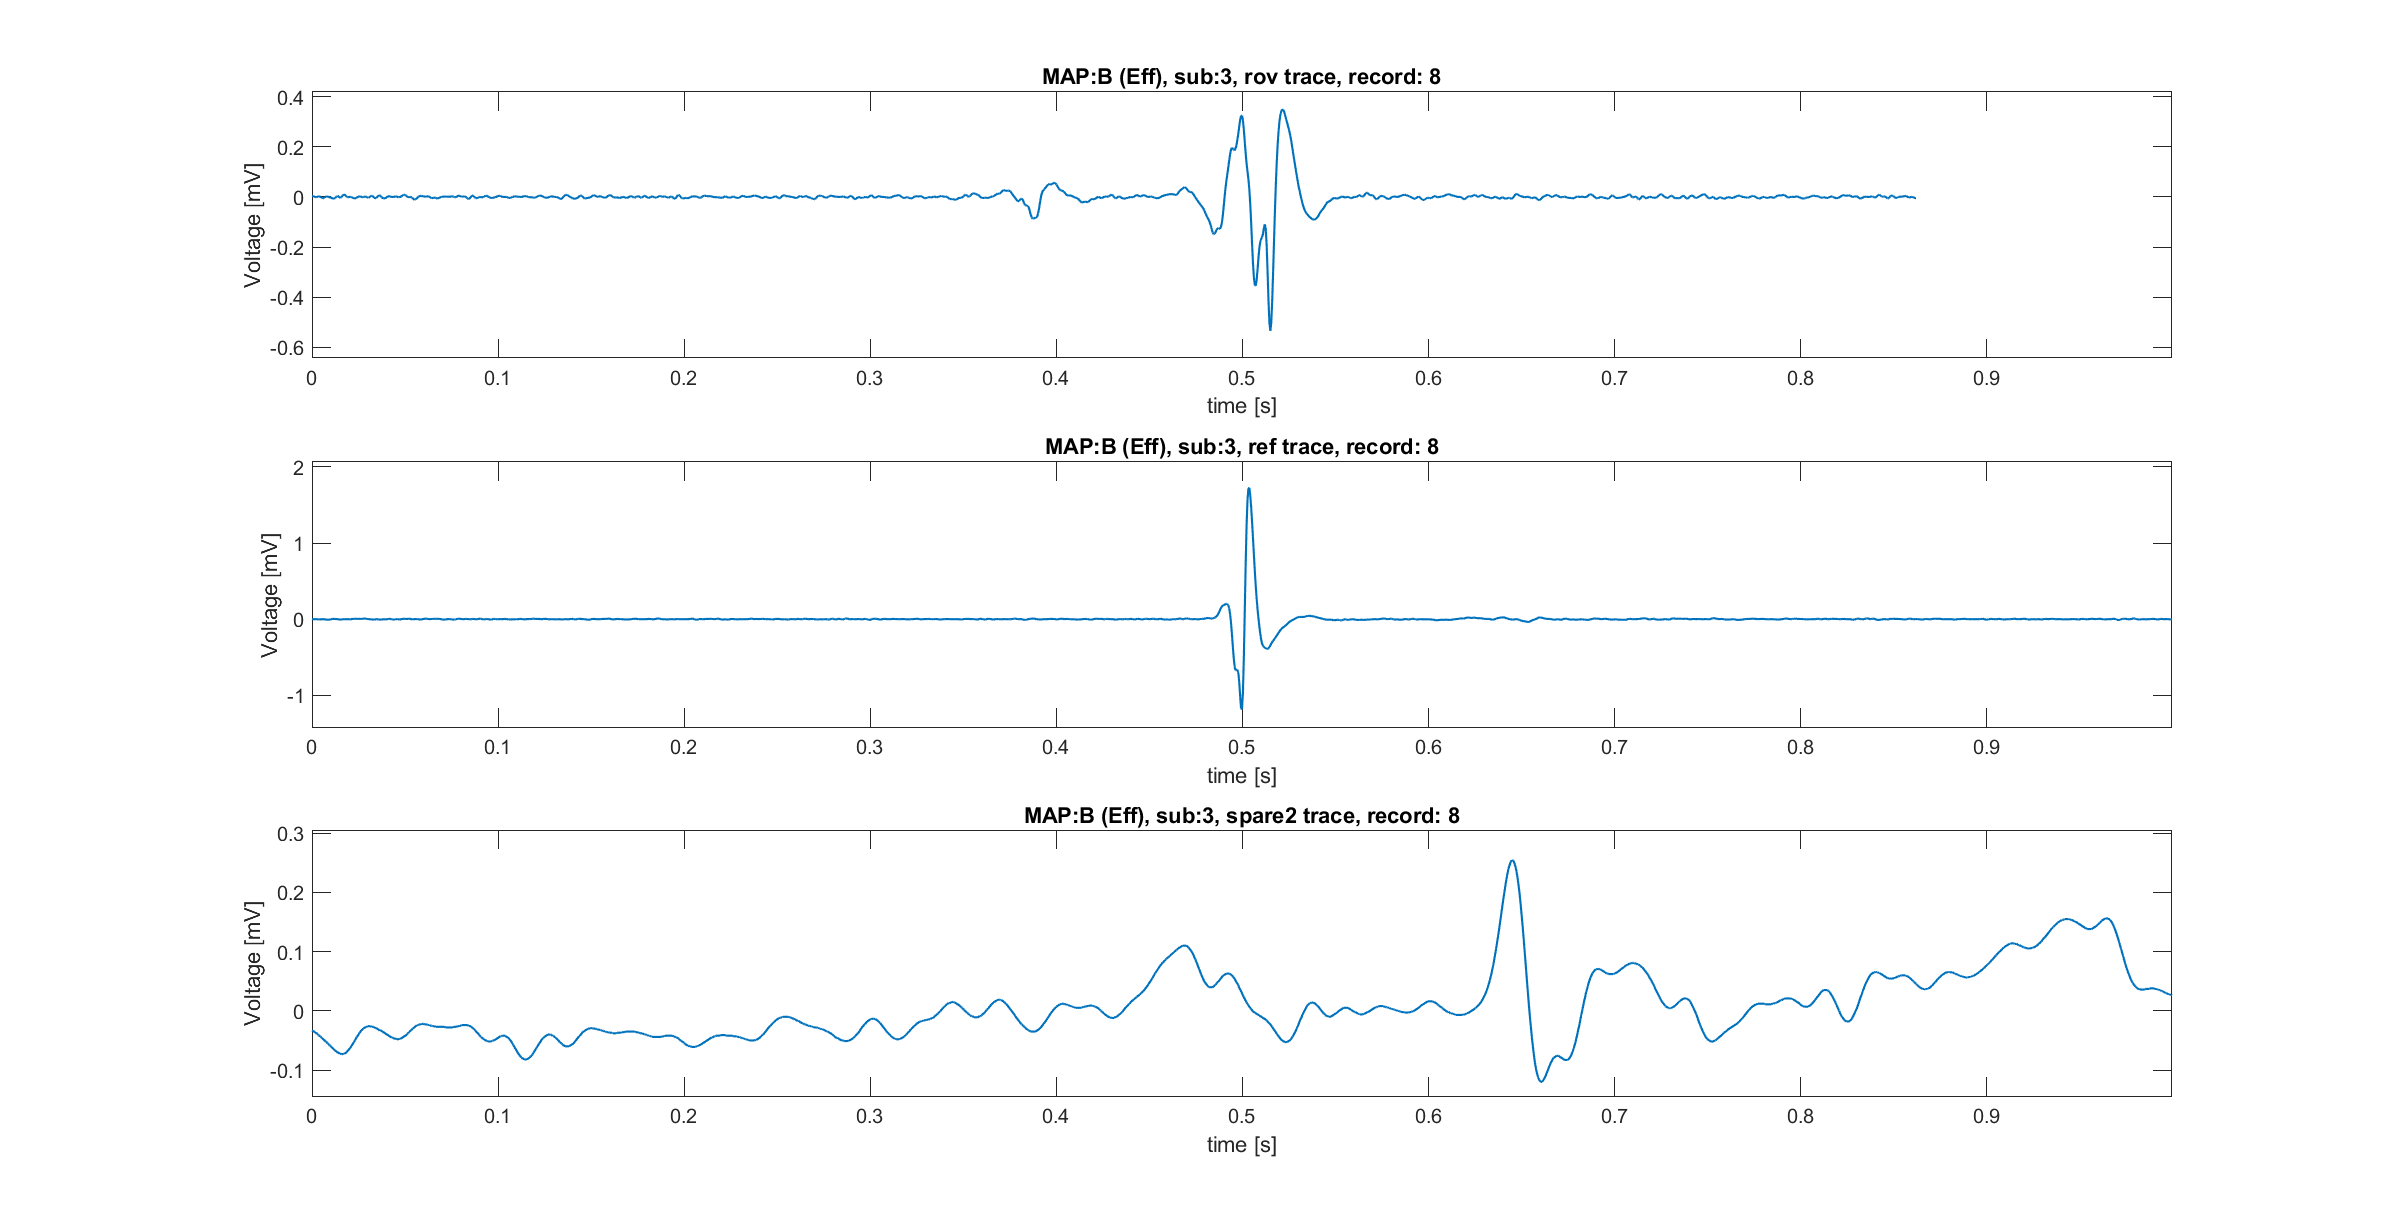 MAP:B (Eff), sub:3, rov trace, record: 8
0.4
0.2
0
-0.2
-0.4
-0.6
Voltage [mV]
0 0.1 0.2 0.3 0.4 0.5 0.6 0.7 0.8 0.9
time [s]
MAP:B (Eff), sub:3, ref trace, record: 8
2
1
0
-1
Voltage [mV]
0 0.1 0.2 0.3 0.4 0.5 0.6 0.7 0.8 0.9
time [s]
MAP:B (Eff), sub:3, spare2 trace, record: 8
0.3
0.2
0.1
0
-0.1
Voltage [mV]
0 0.1 0.2 0.3 0.4 0.5 0.6 0.7 0.8 0.9
time [s]